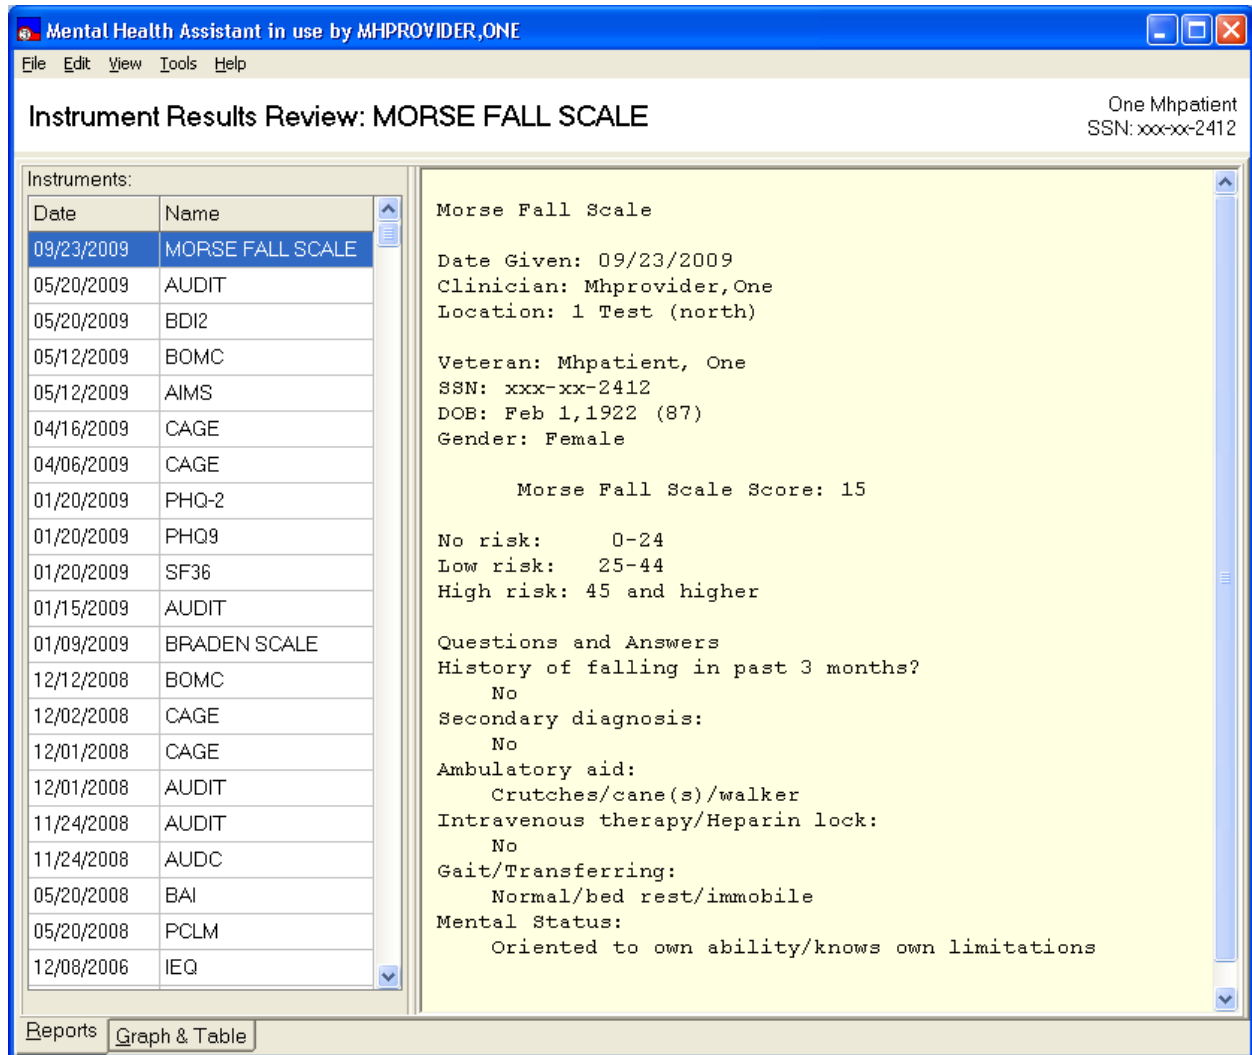 Mental Health Assistant in use by MHPROVIDER,ONE
File Edit View Tools Help
Instrument Results Review: MORSE FALL SCALE
One Mhpatient
SSN: xxx-xx-2412
Instruments:
Date Name
09/23/2009 MORSE FALL SCALE
05/20/2009 AUDIT
05/20/2009 BDI2
05/12/2009 BOMC
05/12/2009 AIMS
04/16/2009 CAGE
04/06/2009 CAGE
01/20/2009 PHQ-2
01/20/2009 PHQ9
01/20/2009 SF36
01/15/2009 AUDIT
01/09/2009 BRADEN SCALE
12/12/2008 BOMC
12/02/2008 CAGE
12/01/2008 CAGE
12/01/2008 AUDIT
11/24/2008 AUDIT
11/24/2008 AUDC
05/20/2008 BAI
05/20/2008 PCLM
12/08/2006 IEQ
Morse Fall Scale
Date Given: 09/23/2009
Clinician: Mhprovider,One
Location: 1 Test (north)
Veteran: Mhpatient, One
SSN: xxx-xx-2412
DOB: Feb 1,1922 (87)
Gender: Female
Morse Fall Scale Score: 15
No risk: 0-24
Low risk: 25-44
High risk: 45 and higher
Questions and Answers
History of falling in past 3 months?
No
Secondary diagnosis:
No
Ambulatory aid:
Crutches/cane(s)/walker
Intravenous therapy/Heparin lock:
No
Gait/Transferring:
Normal/bed rest/immobile
Mental Status:
Oriented to own ability/knows own limitations
Reports Graph & Table